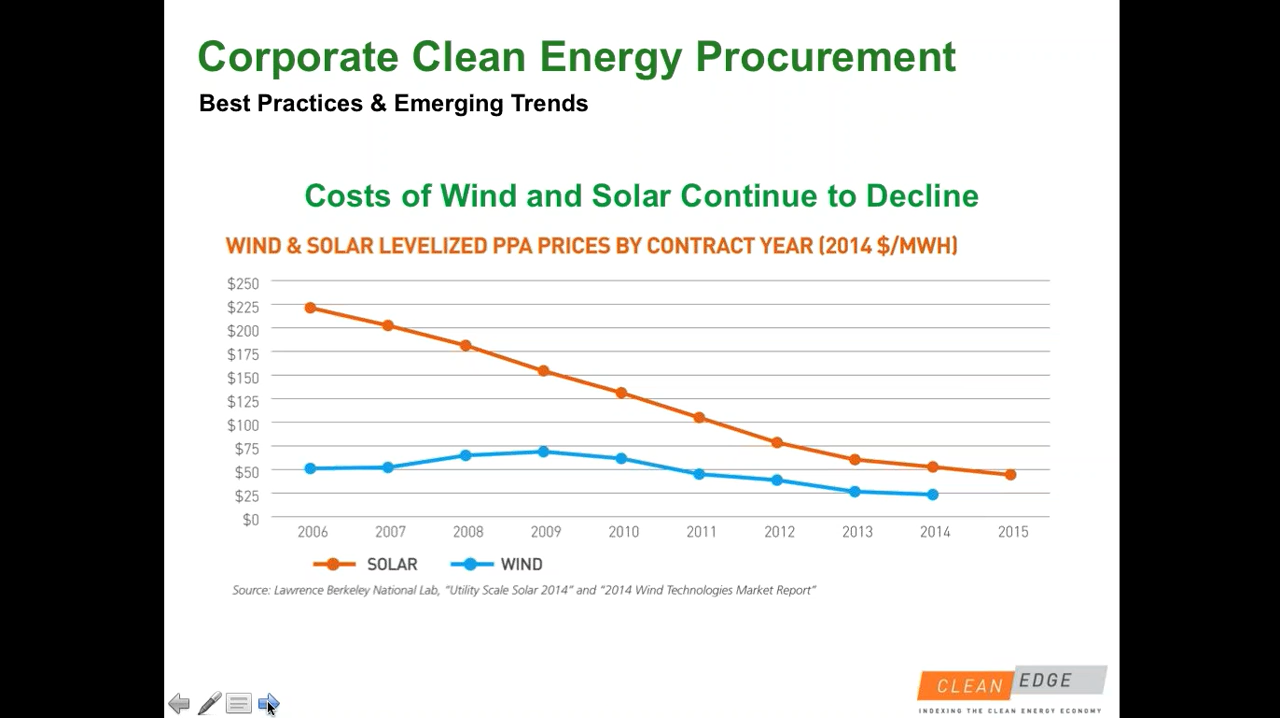 Corporate Clean Energy Procurement
Best Practices & Emerging Trends
Costs of Wind and Solar Continue to Decline
WIND & SOLAR LEVELIZED PPA PRICES BY CONTRACT YEAR (2014 $/MWH)
$250
$225
$200
$175
$150
$125
$100
$75
$50
$25
$0
2006 2007 2008 2009 2010 2011 2012 2013 2014 2015
SOLAR WIND
Source: Lawrence Berkeley National Lab, “Utility Scale Solar 2014” and “2014 Wind Technologies Market Report”
CLEAN EDGE
INDEXING THE CLEAN ENERGY ECONOMY